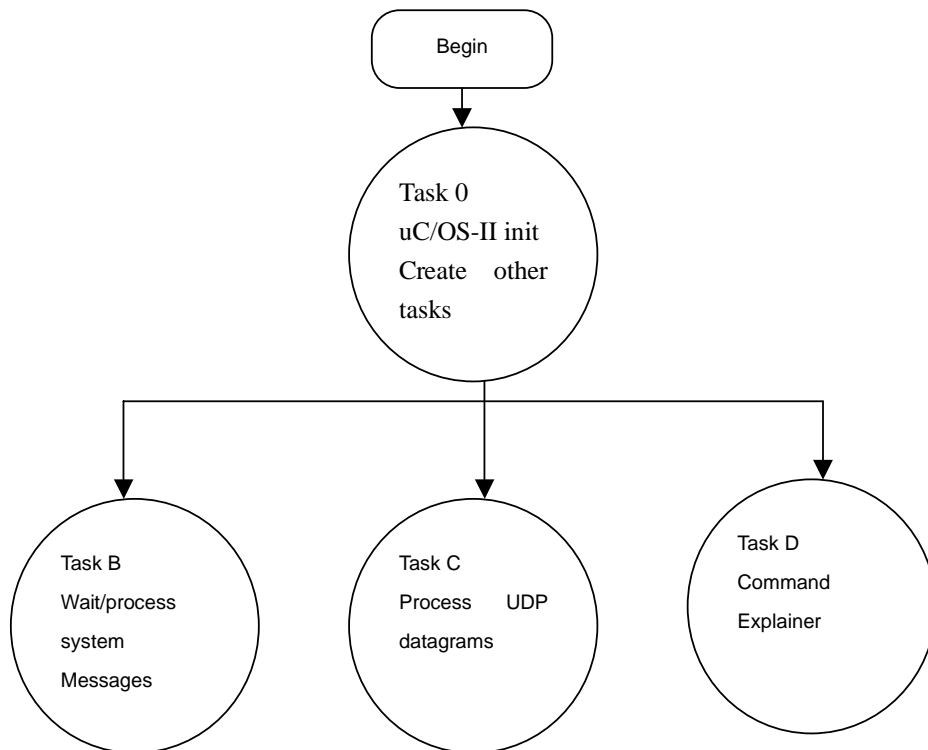 Begin
Task 0
uC/OS-II init
Create other
tasks
Task B
Wait/process
system
Messages
Task C
Process UDP
datagrams
Task D
Command
Explainer